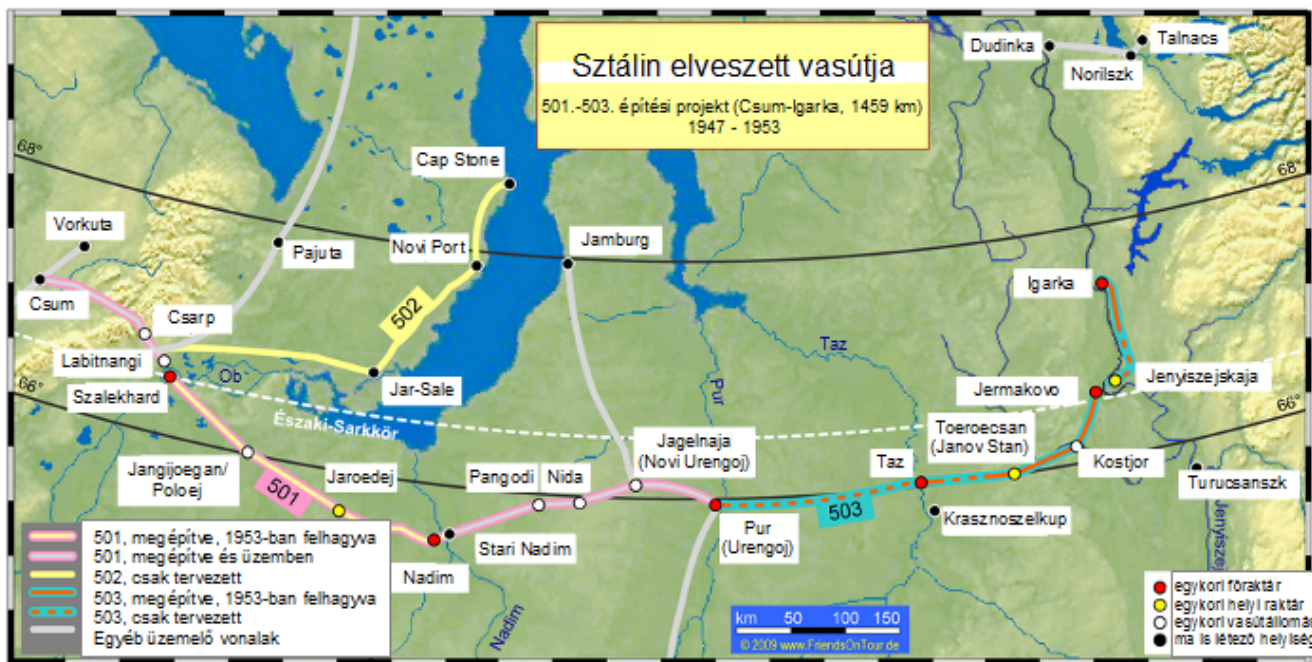 Sztálin elveszett vasútja
501.-503. építési projekt (Csum-Igarka, 1459 km)
1947 - 1953
Dudinka
Talnacs
Norilszk
68°
68°
Cap Stone
Vorkuta
Pajuta
Novi Port
Jamburg
Igarka
Csum
Csarp
502
Labitnangi
Ob
Taz
Szalekhard
Jar-Sale
Pur
Jermakovo
Jenyiszejskaja
66°
66°
Északi-Sarkkör
Toeroecsan
(Janov Stan)
Jagelnaja
(Novi Urengoj)
Jangijoegan/
Poloej
Jaroedej
Pangodi
Nida
Taz
Kostjor
Turucsanszk
501
503
Krasznoszelkup
Pur
(Urengoj)
Stari Nadim
Nadim
Nadim
Jenyiszej
501, megépítve, 1953-ban felhagyva
501, megépítve és üzemben
502, csak tervezett
503, megépítve, 1953-ban felhagyva
503, csak tervezett
Egyéb üzemelő vonalak
km 50 100 150
© 2009 www.FriendsOnTour.de
egykori főraktár
egykori helyi raktár
egykori vasútállomás
ma is létező helyiség